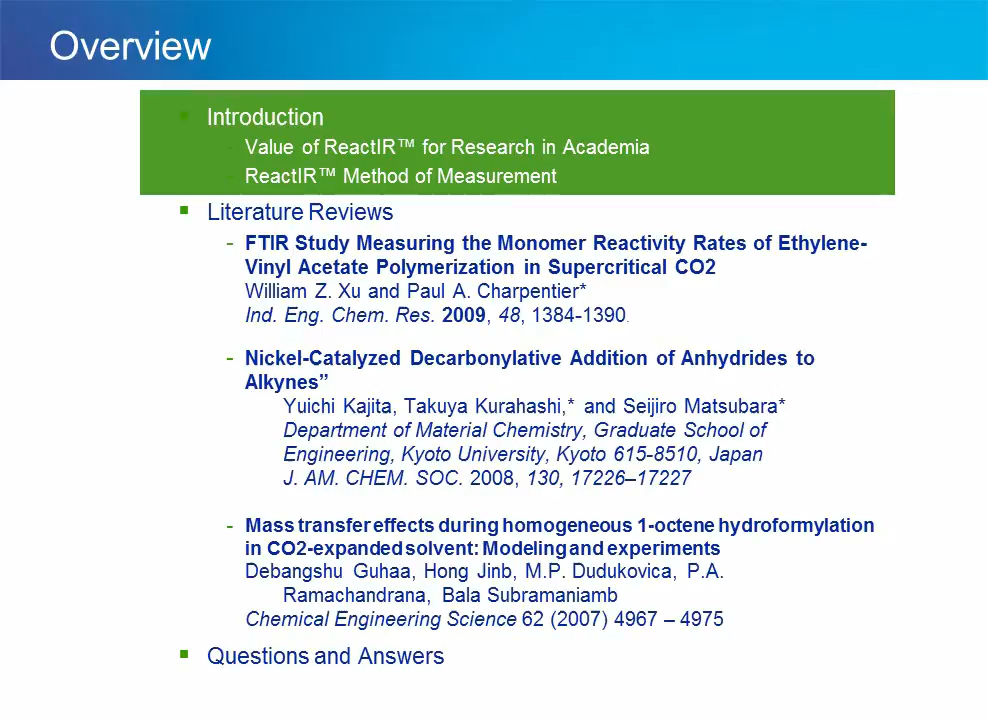 Overview
Introduction
- Value of ReactIR™ for Research in Academia
- ReactIR™ Method of Measurement
Literature Reviews
- FTIR Study Measuring the Monomer Reactivity Rates of Ethylene-
Vinyl Acetate Polymerization in Supercritical CO2
William Z. Xu and Paul A. Charpentier*
Ind. Eng. Chem. Res. 2009, 48, 1384-1390.
- Nickel-Catalyzed Decarbonylative Addition of Anhydrides to
Alkynes”
Yuichi Kajita, Takuya Kurahashi,* and Seijiro Matsubara*
Department of Material Chemistry, Graduate School of
Engineering, Kyoto University, Kyoto 615-8510, Japan
J. AM. CHEM. SOC. 2008, 130, 17226–17227
- Mass transfer effects during homogeneous 1-octene hydroformylation
in CO2-expanded solvent: Modeling and experiments
Debangshu Guhaa, Hong Jinb, M.P. Dudukovica, P.A.
Ramachandrana, Bala Subramaniamb
Chemical Engineering Science 62 (2007) 4967 – 4975
Questions and Answers